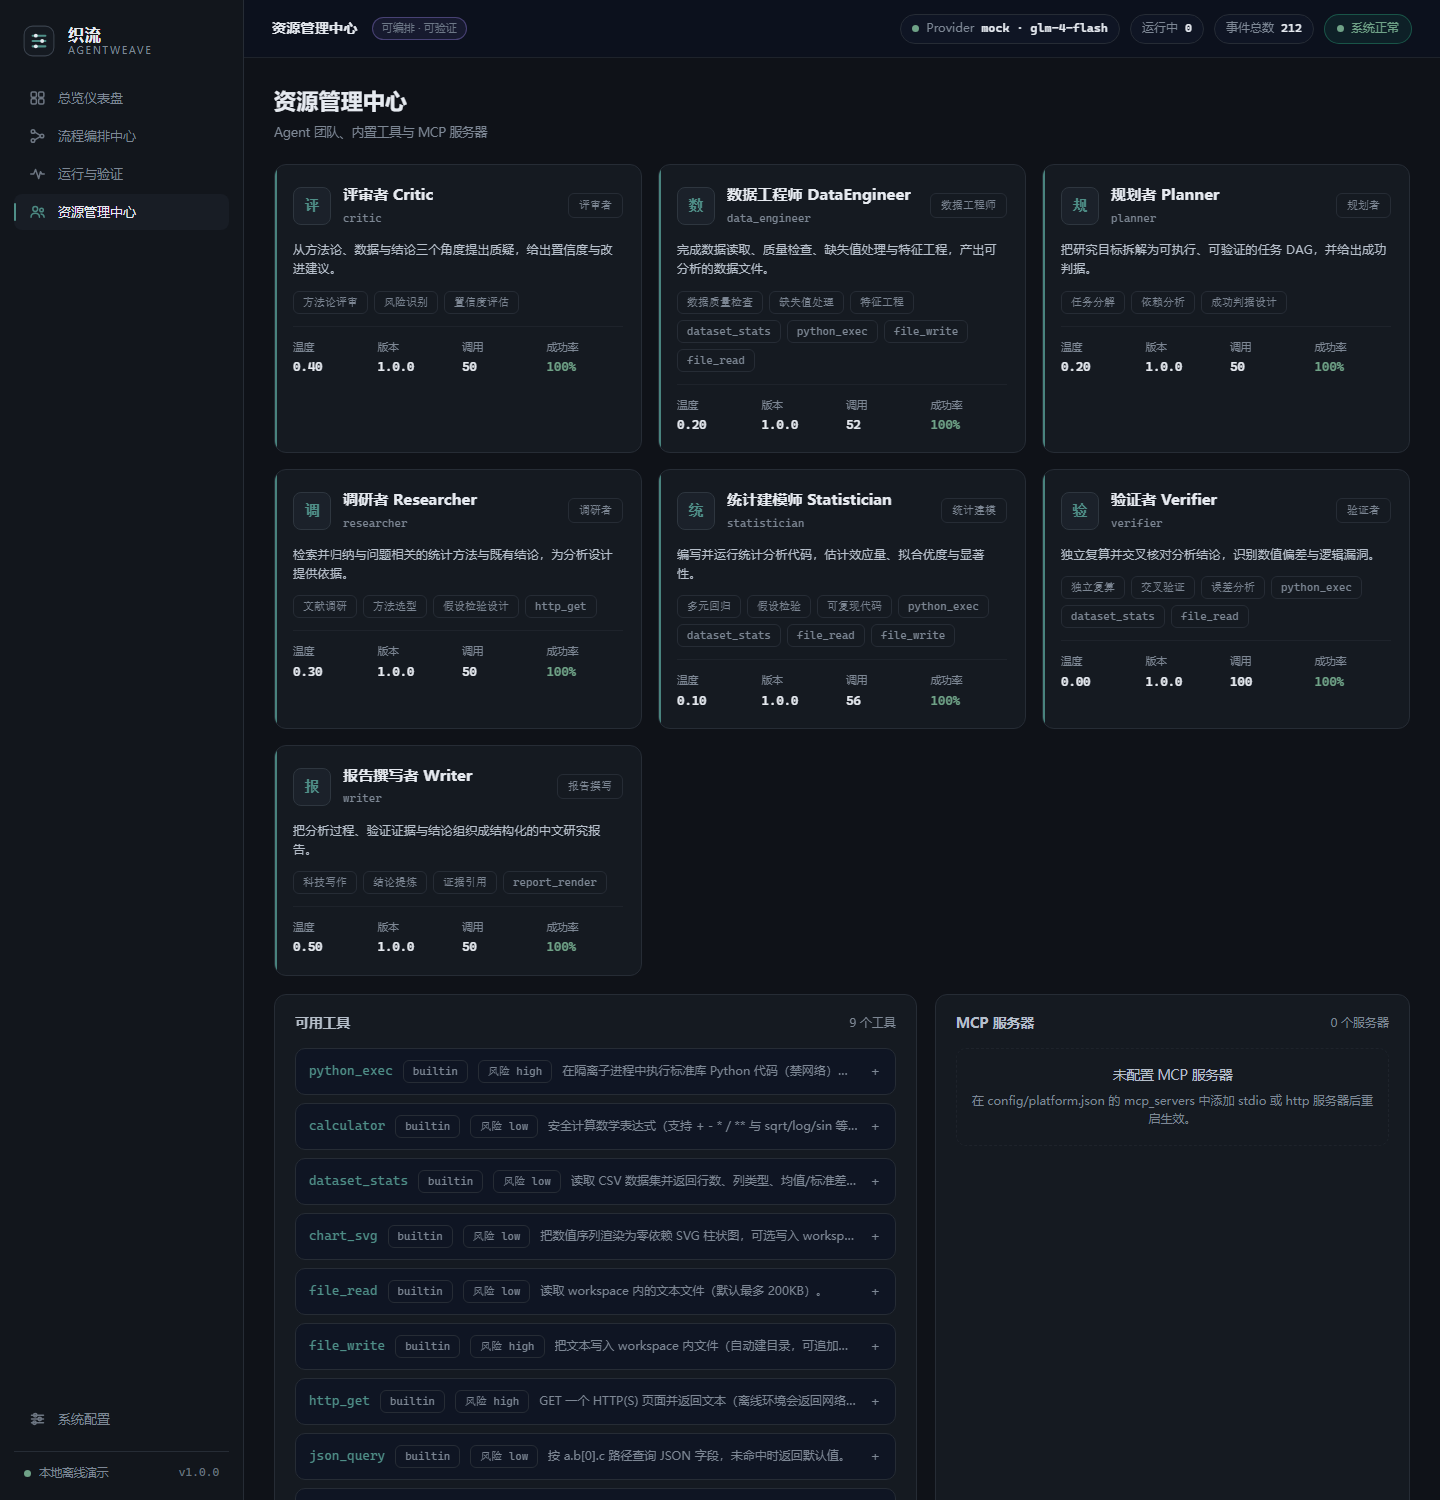 织流
AGENTWEAVE
总览仪表盘
流程编排中心
运行与验证
资源管理中心
系统配置
本地离线演示 v1.0.0
资源管理中心 可编排 · 可验证 Provider mock · glm-4-flash 运行中 0 事件总数 212 系统正常
资源管理中心
Agent 团队、内置工具与 MCP 服务器
评 评审者 Critic 评审者
critic
从方法论、数据与结论三个角度提出质疑，给出置信度与改
进建议。
方法论评审 风险识别 置信度评估
温度 版本 调用 成功率
0.40 1.0.0 50 100%
数 数据工程师 DataEngineer 数据工程师
data_engineer
完成数据读取、质量检查、缺失值处理与特征工程，产出可
分析的数据文件。
数据质量检查 缺失值处理 特征工程
dataset_stats python_exec file_write
file_read
温度 版本 调用 成功率
0.20 1.0.0 52 100%
规 规划者 Planner 规划者
planner
把研究目标拆解为可执行、可验证的任务 DAG，并给出成功
判据。
任务分解 依赖分析 成功判据设计
温度 版本 调用 成功率
0.20 1.0.0 50 100%
调 调研者 Researcher 调研者
researcher
检索并归纳与问题相关的统计方法与既有结论，为分析设计
提供依据。
文献调研 方法选型 假设检验设计 http_get
温度 版本 调用 成功率
0.30 1.0.0 50 100%
统 统计建模师 Statistician 统计建模
statistician
编写并运行统计分析代码，估计效应量、拟合优度与显著
性。
多元回归 假设检验 可复现代码 python_exec
dataset_stats file_read file_write
温度 版本 调用 成功率
0.10 1.0.0 56 100%
验 验证者 Verifier 验证者
verifier
独立复算并交叉核对分析结论，识别数值偏差与逻辑漏洞。
独立复算 交叉验证 误差分析 python_exec
dataset_stats file_read
温度 版本 调用 成功率
0.00 1.0.0 100 100%
报 报告撰写者 Writer 报告撰写
writer
把分析过程、验证证据与结论组织成结构化的中文研究报
告。
科技写作 结论提炼 证据引用 report_render
温度 版本 调用 成功率
0.50 1.0.0 50 100%
可用工具 9 个工具
python_exec builtin 风险 high 在隔离子进程中执行标准库 Python 代码（禁网络）... +
calculator builtin 风险 low 安全计算数学表达式（支持 + - * / ** 与 sqrt/log/sin 等... +
dataset_stats builtin 风险 low 读取 CSV 数据集并返回行数、列类型、均值/标准差... +
chart_svg builtin 风险 low 把数值序列渲染为零依赖 SVG 柱状图，可选写入 worksp... +
file_read builtin 风险 low 读取 workspace 内的文本文件（默认最多 200KB）。 +
file_write builtin 风险 high 把文本写入 workspace 内文件（自动建目录，可追加... +
http_get builtin 风险 high GET 一个 HTTP(S) 页面并返回文本（离线环境会返回网络... +
json_query builtin 风险 low 按 a.b[0].c 路径查询 JSON 字段，未命中时返回默认值。 +
MCP 服务器 0 个服务器
未配置 MCP 服务器
在 config/platform.json 的 mcp_servers 中添加 stdio 或 http 服务器后重
启生效。